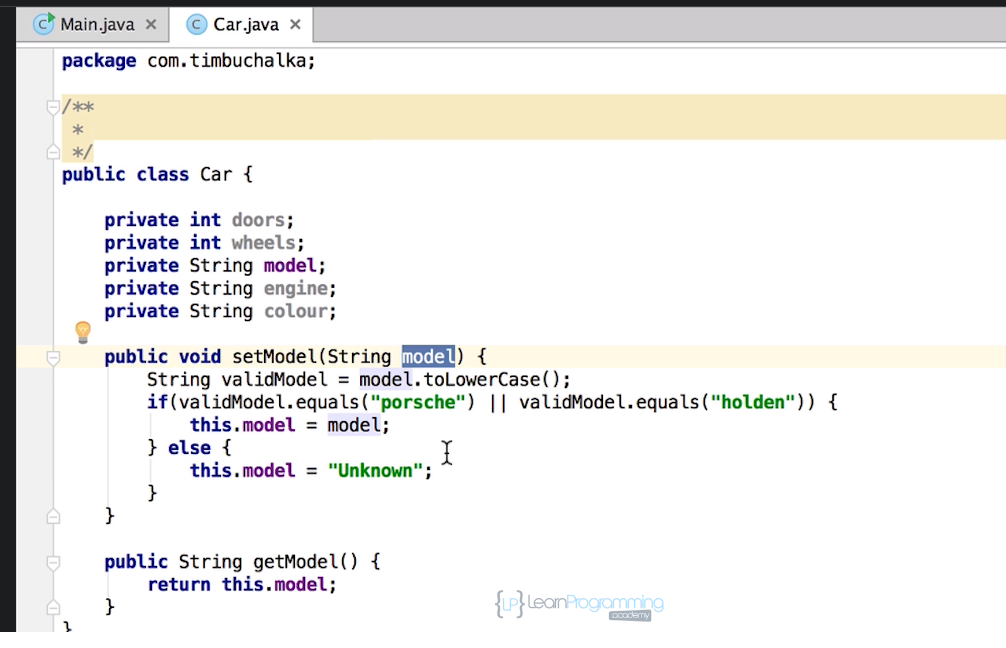 Main.java Car.java
package com.timbuchalka;
/**
*
*/
public class Car {
private int doors;
private int wheels;
private String model;
private String engine;
private String colour;
public void setModel(String model) {
String validModel = model.toLowerCase();
if(validModel.equals("porsche") || validModel.equals("holden")) {
this.model = model;
} else {
this.model = "Unknown";
}
}
public String getModel() {
return this.model;
}
}
{LP} LearnProgramming
academy